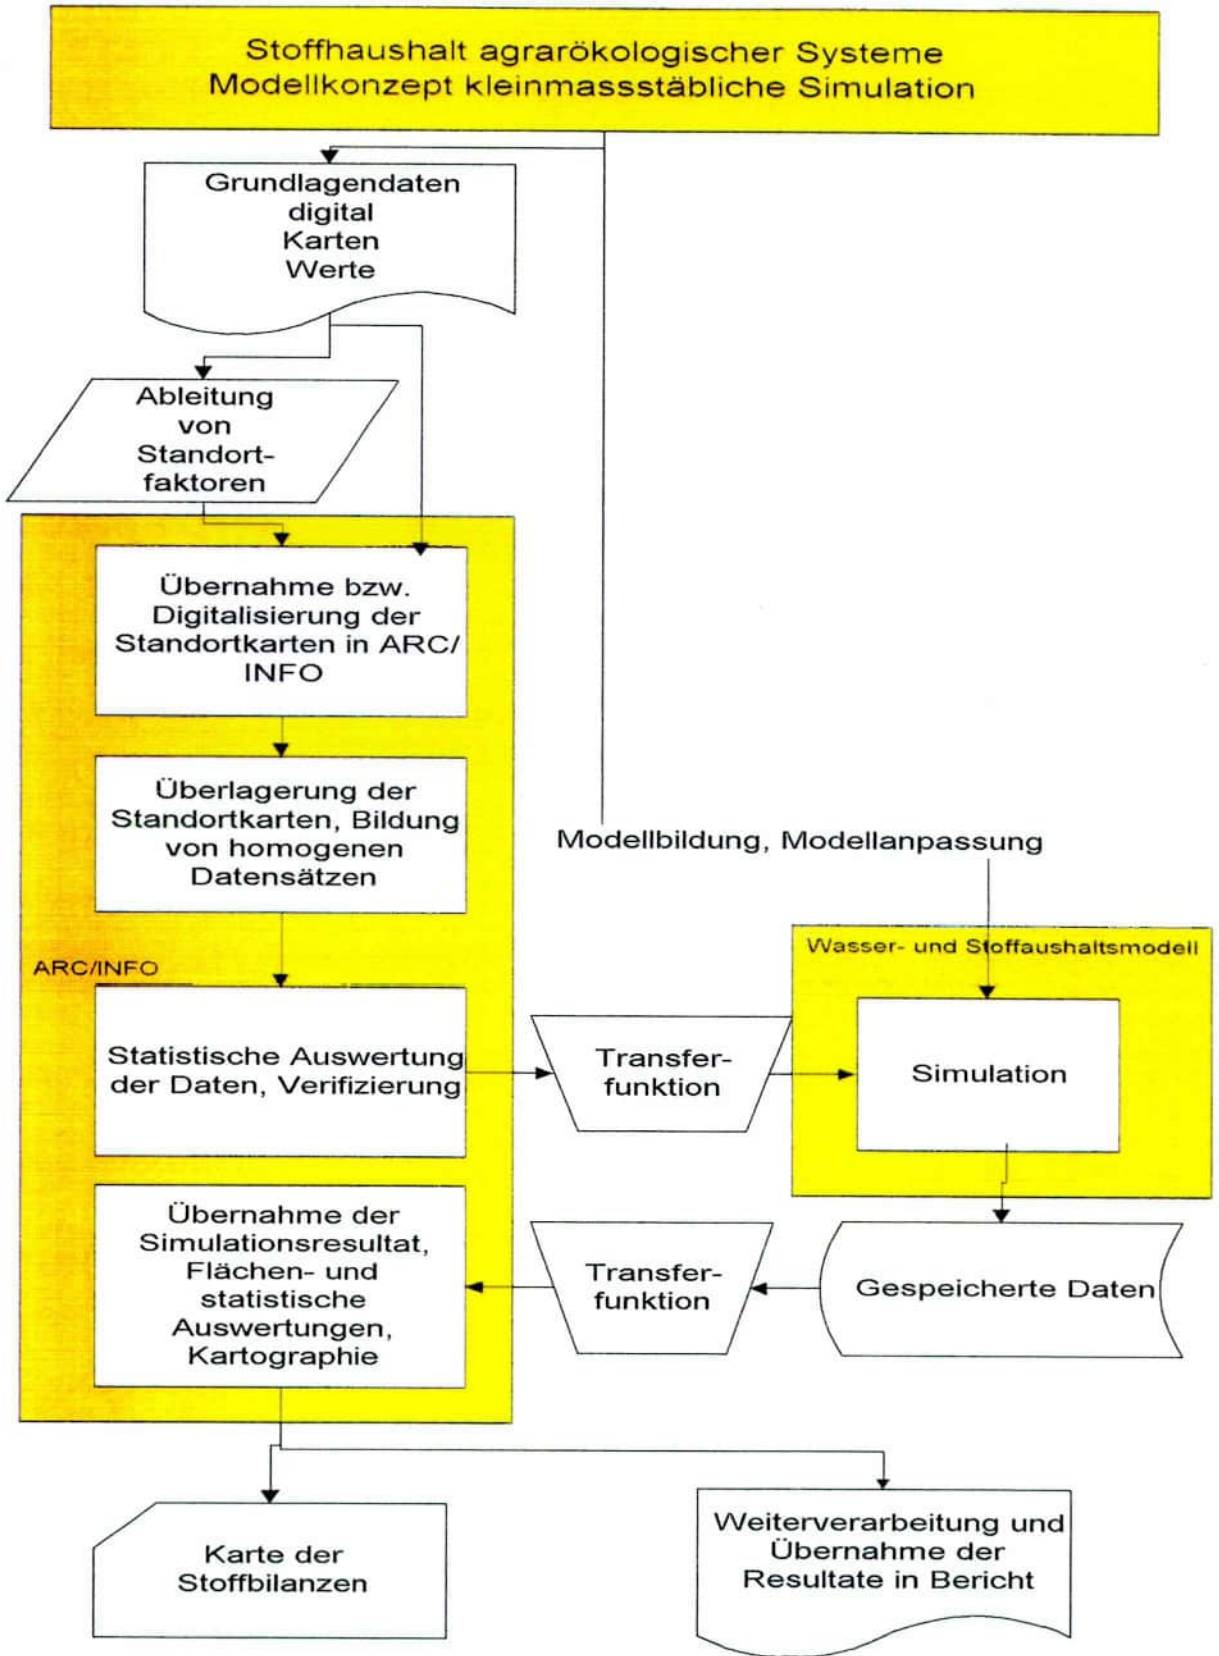 Stoffhaushalt agrarökologischer Systeme
Modellkonzept kleinmassstäbliche Simulation
Grundlagendaten
digital
Karten
Werte
Ableitung
von
Standort-
faktoren
Übernahme bzw.
Digitalisierung der
Standortkarten in ARC/
INFO
Überlagerung der
Standortkarten, Bildung
von homogenen
Datensätzen
Modellbildung, Modellanpassung
Wasser- und Stoffaushaltsmodell
ARC/INFO
Statistische Auswertung
der Daten, Verifizierung
Transfer-
funktion
Simulation
Übernahme der
Simulationsresultat,
Flächen- und
statistische
Auswertungen,
Kartographie
Transfer-
funktion
Gespeicherte Daten
Karte der
Stoffbilanzen
Weiterverarbeitung und
Übernahme der
Resultate in Bericht